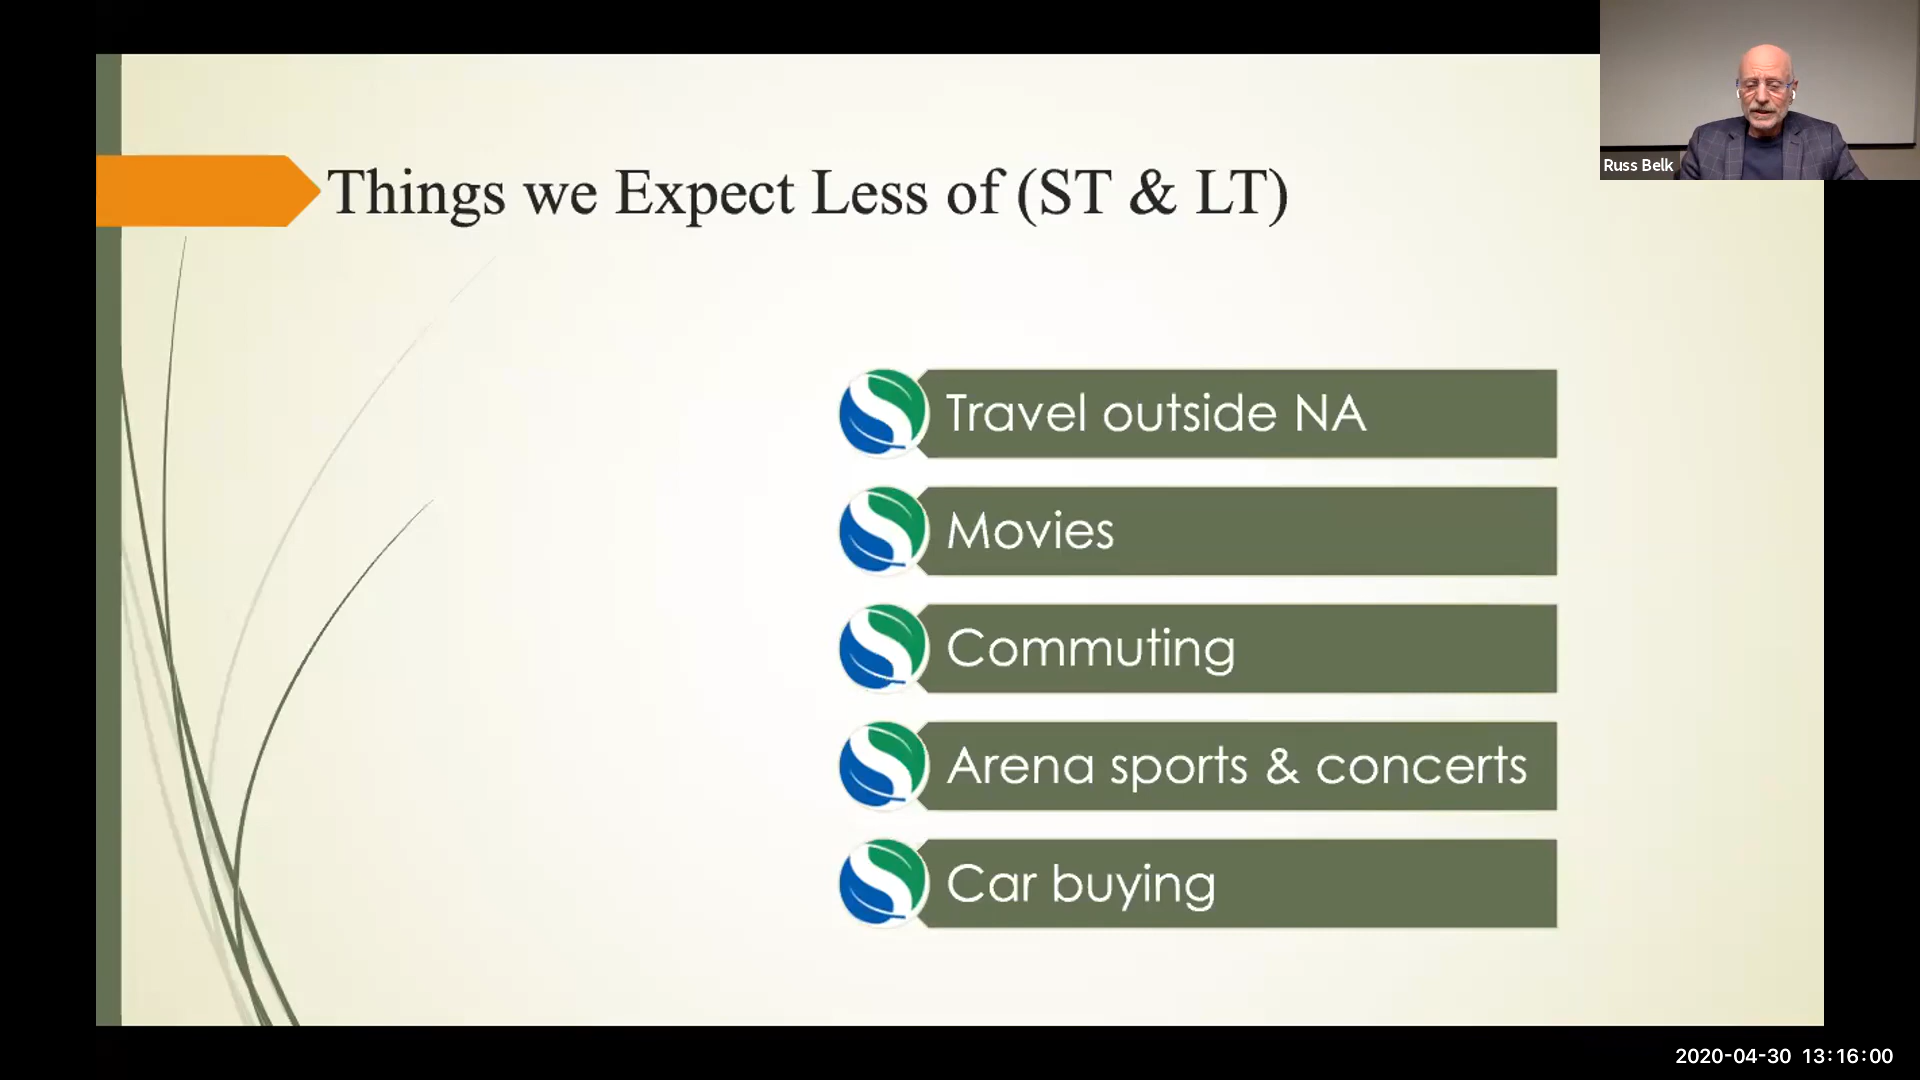 Russ Belk
Things we Expect Less of (ST & LT)
Travel outside NA
Movies
Commuting
Arena sports & concerts
Car buying
2020-04-30 13:16:00